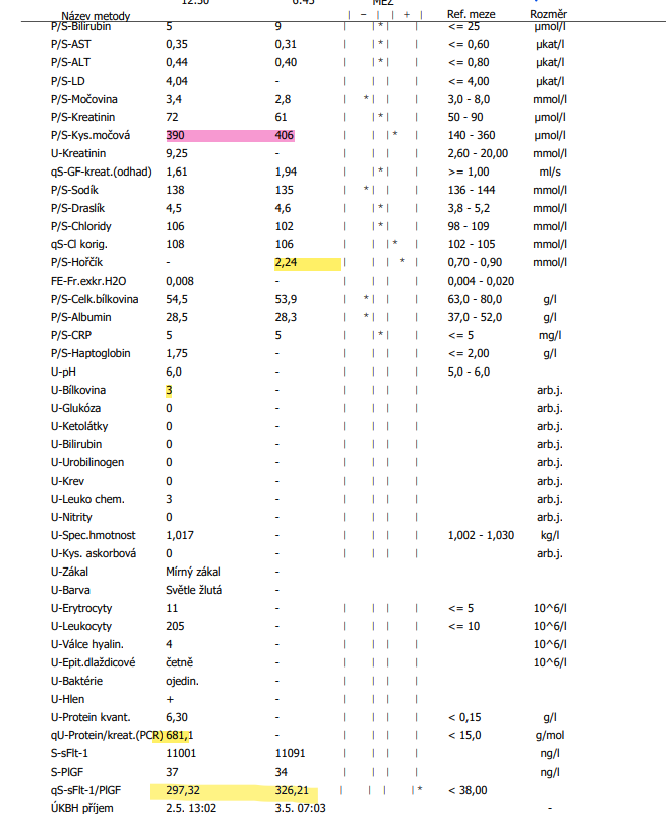 12:30 6:45 MEZ
Název metody | - | | + | Ref. meze Rozměr
P/S-Bilirubin 5 9 | |*| | <= 25 µmol/l
P/S-AST 0,35 0,31 | |*| | <= 0,60 µkat/l
P/S-ALT 0,44 0,40 | |*| | <= 0,80 µkat/l
P/S-LD 4,04 - | | | | <= 4,00 µkat/l
P/S-Močovina 3,4 2,8 | *| | | 3,0 - 8,0 mmol/l
P/S-Kreatinin 72 61 | |*| | 50 - 90 µmol/l
P/S-Kys.močová 390 406 | | | * | 140 - 360 µmol/l
U-Kreatinin 9,25 - | | | | 2,60 - 20,00 mmol/l
qS-GF-kreat.(odhad) 1,61 1,94 | |*| | >= 1,00 ml/s
P/S-Sodík 138 135 | *| | | 136 - 144 mmol/l
P/S-Draslík 4,5 4,6 | |*| | 3,8 - 5,2 mmol/l
P/S-Chloridy 106 102 | |*| | 98 - 109 mmol/l
qS-Cl korig. 108 106 | | | * | 102 - 105 mmol/l
P/S-Hořčík - 2,24 | | | * | 0,70 - 0,90 mmol/l
FE-Fr.exkr.H2O 0,008 - | | | | 0,004 - 0,020
P/S-Celk.bílkovina 54,5 53,9 | *| | | 63,0 - 80,0 g/l
P/S-Albumin 28,5 28,3 | *| | | 37,0 - 52,0 g/l
P/S-CRP 5 5 | |*| | <= 5 mg/l
P/S-Haptoglobin 1,75 - | | | | <= 2,00 g/l
U-pH 6,0 - | | | | 5,0 - 6,0
U-Bílkovina 3 - | | | | arb.j.
U-Glukóza 0 - | | | | arb.j.
U-Ketolátky 0 - | | | | arb.j.
U-Bilirubin 0 - | | | | arb.j.
U-Urobilinogen 0 - | | | | arb.j.
U-Krev 0 - | | | | arb.j.
U-Leuko chem. 3 - | | | | arb.j.
U-Nitrity 0 - | | | | arb.j.
U-Spec.hmotnost 1,017 - | | | | 1,002 - 1,030 kg/l
U-Kys. askorbová 0 - | | | | arb.j.
U-Zákal Mírný zákal -
U-Barva Světle žlutá -
U-Erytrocyty 11 - | | | | <= 5 10^6/l
U-Leukocyty 205 - | | | | <= 10 10^6/l
U-Válce hyalin. 4 - | | | | 10^6/l
U-Epit.dlaždicové četně - | | | | 10^6/l
U-Baktérie ojedin. - | | | |
U-Hlen + - | | | |
U-Protein kvant. 6,30 - | | | | < 0,15 g/l
qU-Protein/kreat.(PCR) 681,1 - | | | | < 15,0 g/mol
S-sFlt-1 11001 11091 | | | | ng/l
S-PlGF 37 34 | | | | ng/l
qS-sFlt-1/PlGF 297,32 326,21 | | | |* < 38,00
ÚKBH příjem 2.5. 13:02 3.5. 07:03 -